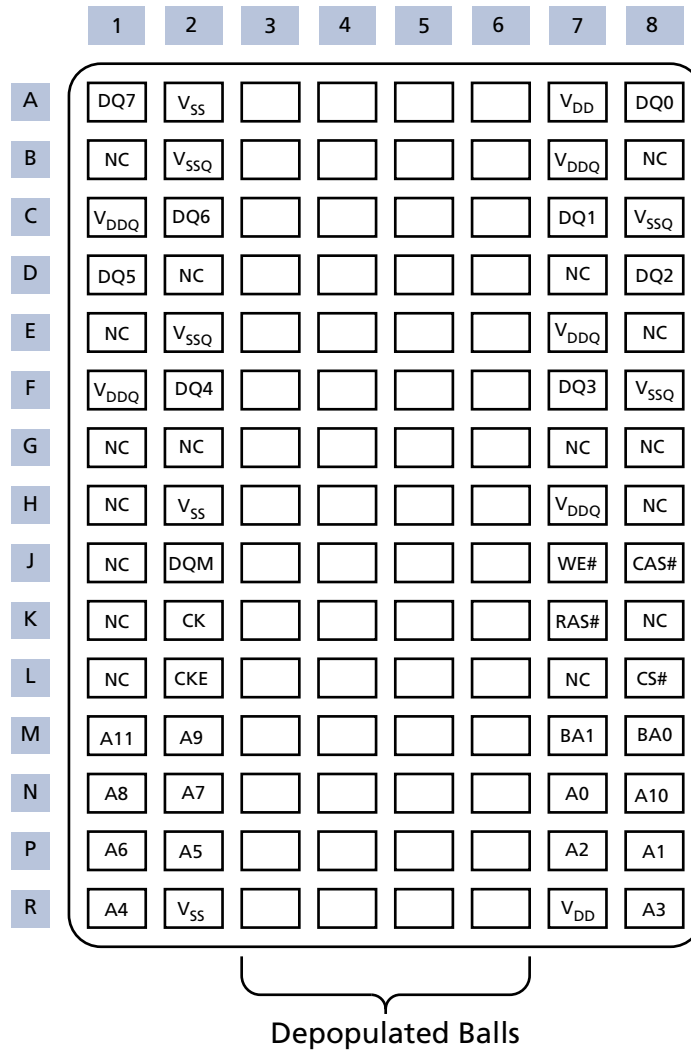 1 2 3 4 5 6 7 8
A DQ7 VSS VDD DQ0
B NC VSSQ VDDQ NC
C VDDQ DQ6 DQ1 VSSQ
D DQ5 NC NC DQ2
E NC VSSQ VDDQ NC
F VDDQ DQ4 DQ3 VSSQ
G NC NC NC NC
H NC VSS VDDQ NC
J NC DQM WE# CAS#
K NC CK RAS# NC
L NC CKE NC CS#
M A11 A9 BA1 BA0
N A8 A7 A0 A10
P A6 A5 A2 A1
R A4 VSS VDD A3
Depopulated Balls